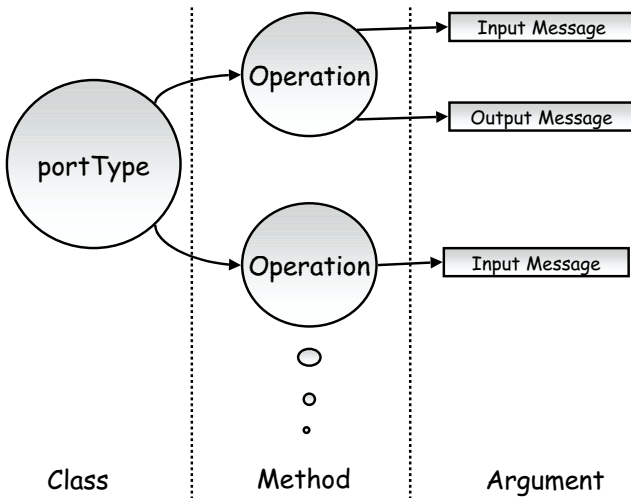 Input Message
Operation
Output Message
portType
Operation
Input Message
Class
Method
Argument